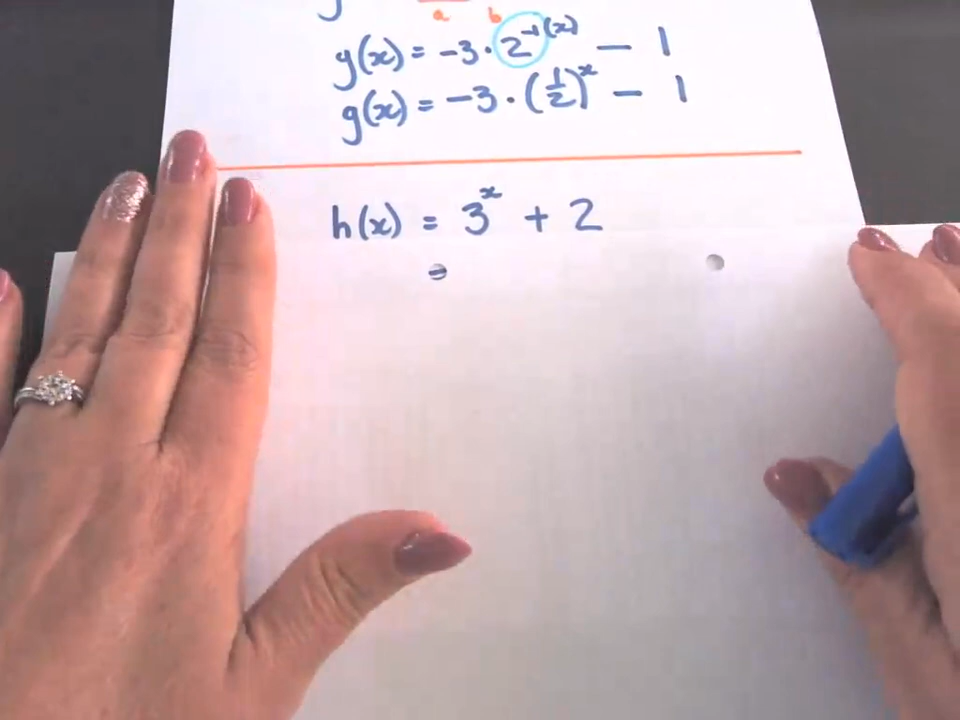 a b
g(x) = -3 · 2^-1(x) - 1
g(x) = -3 · (1/2)^x - 1
h(x) = 3^x + 2